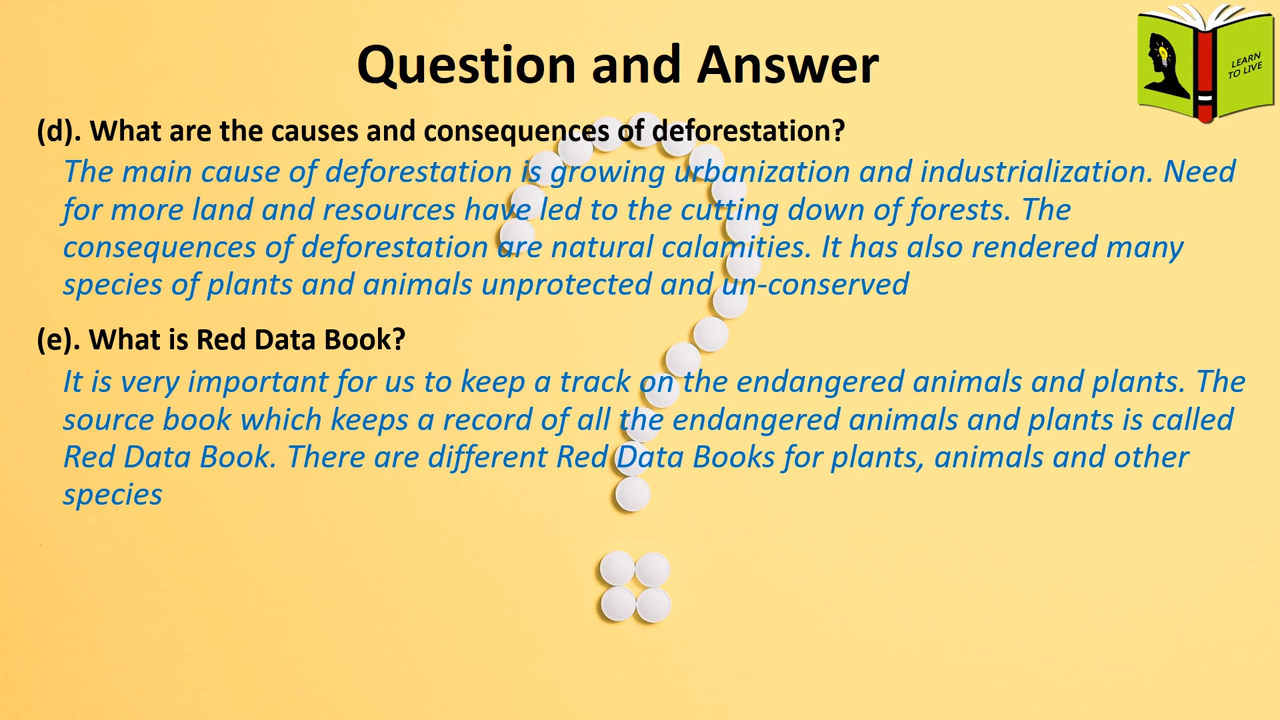 Question and Answer
LEARN
TO LIVE
(d). What are the causes and consequences of deforestation?
The main cause of deforestation is growing urbanization and industrialization. Need
for more land and resources have led to the cutting down of forests. The
consequences of deforestation are natural calamities. It has also rendered many
species of plants and animals unprotected and un-conserved
(e). What is Red Data Book?
It is very important for us to keep a track on the endangered animals and plants. The
source book which keeps a record of all the endangered animals and plants is called
Red Data Book. There are different Red Data Books for plants, animals and other
species